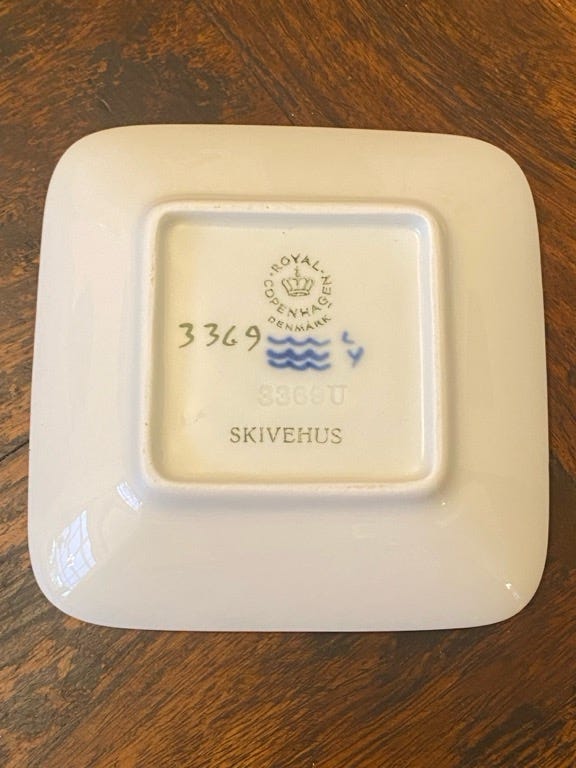 ROYAL
COPENHAGEN
DENMARK
3369
L
Y
3369U
SKIVEHUS